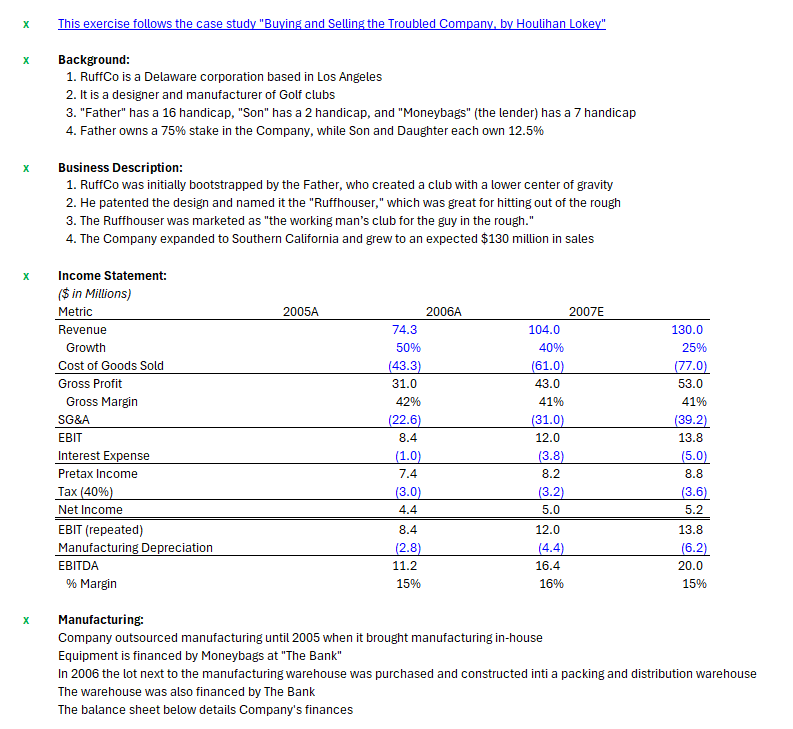 x This exercise follows the case study "Buying and Selling the Troubled Company, by Houlihan Lokey"
x Background:
1. RuffCo is a Delaware corporation based in Los Angeles
2. It is a designer and manufacturer of Golf clubs
3. "Father" has a 16 handicap, "Son" has a 2 handicap, and "Moneybags" (the lender) has a 7 handicap
4. Father owns a 75% stake in the Company, while Son and Daughter each own 12.5%
x Business Description:
1. RuffCo was initially bootstrapped by the Father, who created a club with a lower center of gravity
2. He patented the design and named it the "Ruffhouser," which was great for hitting out of the rough
3. The Ruffhouser was marketed as "the working man's club for the guy in the rough."
4. The Company expanded to Southern California and grew to an expected $130 million in sales
x Income Statement:
($ in Millions)
Metric 2005A 2006A 2007E
Revenue 74.3 104.0 130.0
Growth 50% 40% 25%
Cost of Goods Sold (43.3) (61.0) (77.0)
Gross Profit 31.0 43.0 53.0
Gross Margin 42% 41% 41%
SG&A (22.6) (31.0) (39.2)
EBIT 8.4 12.0 13.8
Interest Expense (1.0) (3.8) (5.0)
Pretax Income 7.4 8.2 8.8
Tax (40%) (3.0) (3.2) (3.6)
Net Income 4.4 5.0 5.2
EBIT (repeated) 8.4 12.0 13.8
Manufacturing Depreciation (2.8) (4.4) (6.2)
EBITDA 11.2 16.4 20.0
% Margin 15% 16% 15%
x Manufacturing:
Company outsourced manufacturing until 2005 when it brought manufacturing in-house
Equipment is financed by Moneybags at "The Bank"
In 2006 the lot next to the manufacturing warehouse was purchased and constructed inti a packing and distribution warehouse
The warehouse was also financed by The Bank
The balance sheet below details Company's finances